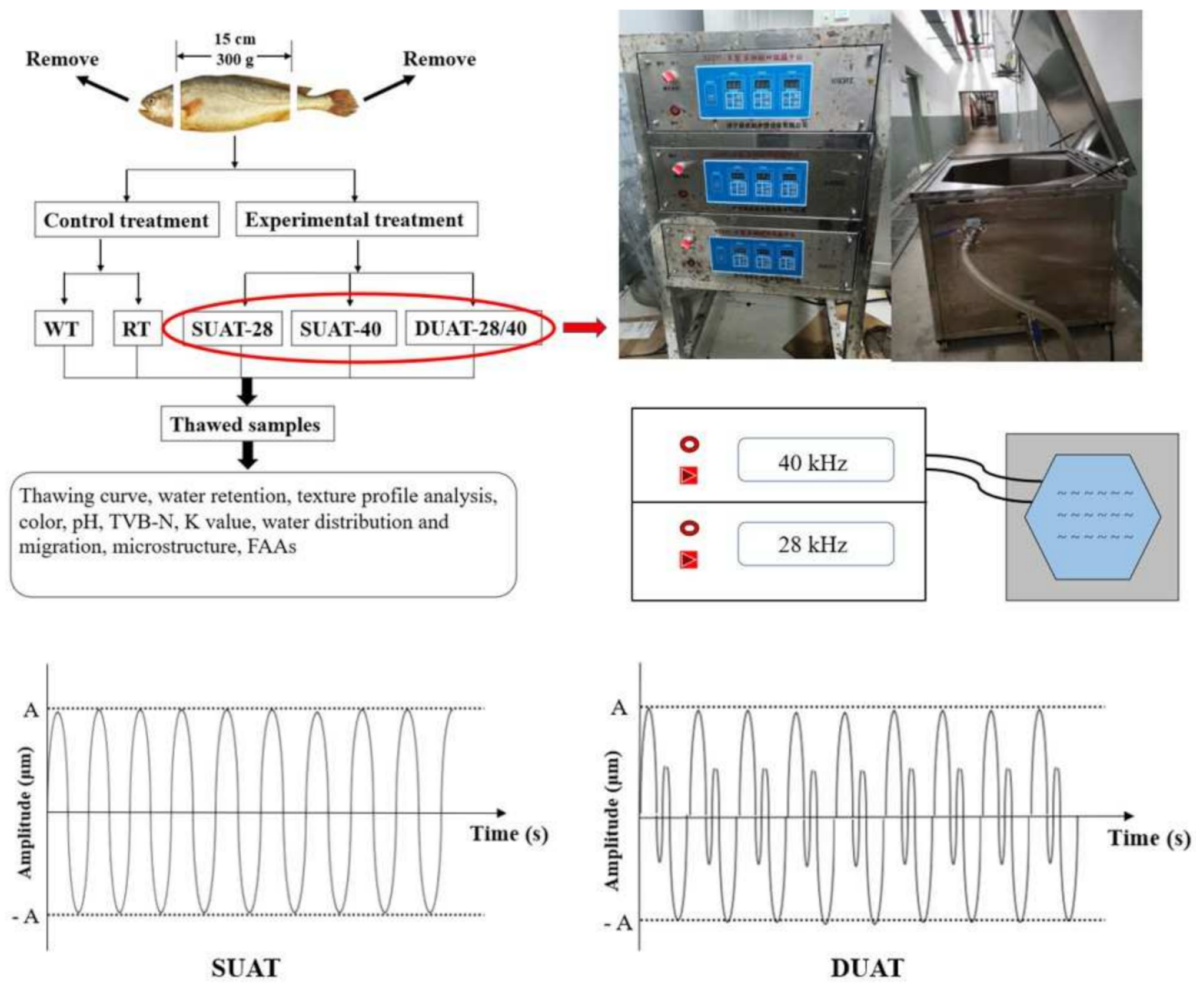 15 cm
300 g
Remove
Remove
Control treatment
Experimental treatment
WT
RT
SUAT-28
SUAT-40
DUAT-28/40
Thawed samples
Thawing curve, water retention, texture profile analysis,
color, pH, TVB-N, K value, water distribution and
migration, microstructure, FAAs
40 kHz
28 kHz
~ ~ ~ ~ ~ ~
~ ~ ~ ~ ~ ~
~ ~ ~ ~ ~ ~
A
Amplitude (μm)
Time (s)
- A
SUAT
A
Amplitude (μm)
Time (s)
- A
DUAT